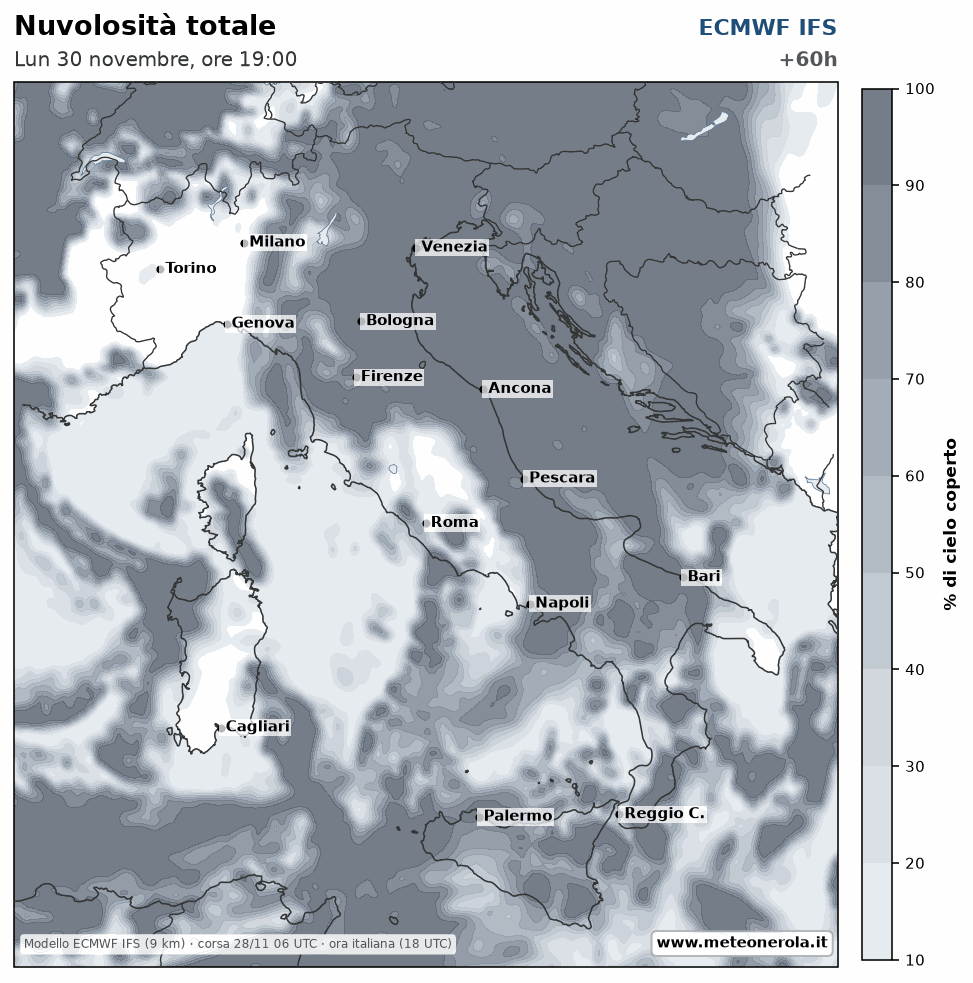 Nuvolosità totale
ECMWF IFS
Lun 30 novembre, ore 19:00
+60h
Milano
Venezia
Torino
Genova
Bologna
Firenze
Ancona
Pescara
Roma
Bari
Napoli
Cagliari
Palermo
Reggio C.
100
90
80
70
60
50
40
30
20
10
% di cielo coperto
Modello ECMWF IFS (9 km) · corsa 28/11 06 UTC · ora italiana (18 UTC)
www.meteonerola.it